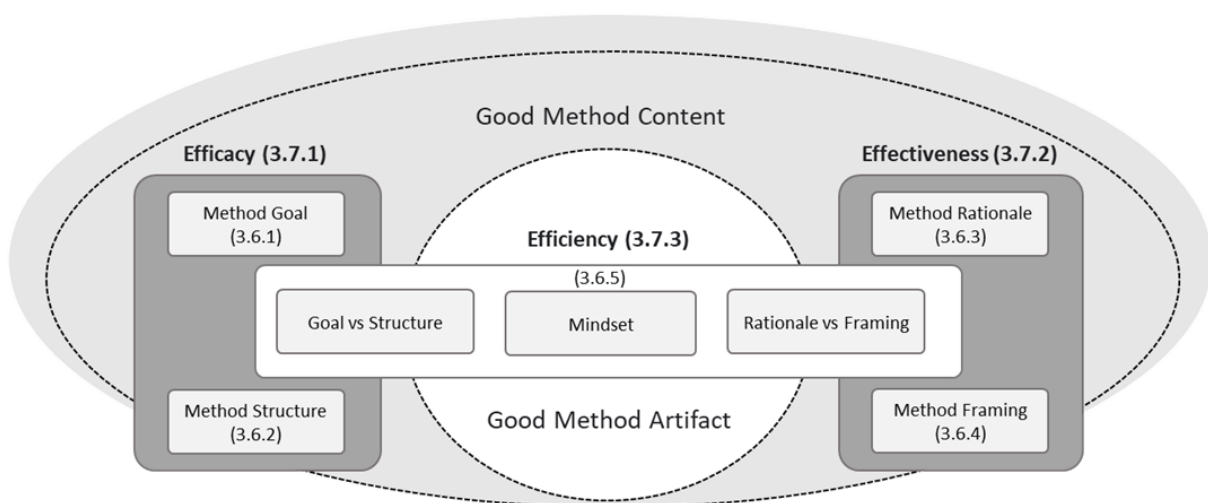 Good Method Content
Efficacy (3.7.1)
Effectiveness (3.7.2)
Method Goal
(3.6.1)
Method Rationale
(3.6.3)
Efficiency (3.7.3)
(3.6.5)
Goal vs Structure
Mindset
Rationale vs Framing
Method Structure
(3.6.2)
Good Method Artifact
Method Framing
(3.6.4)